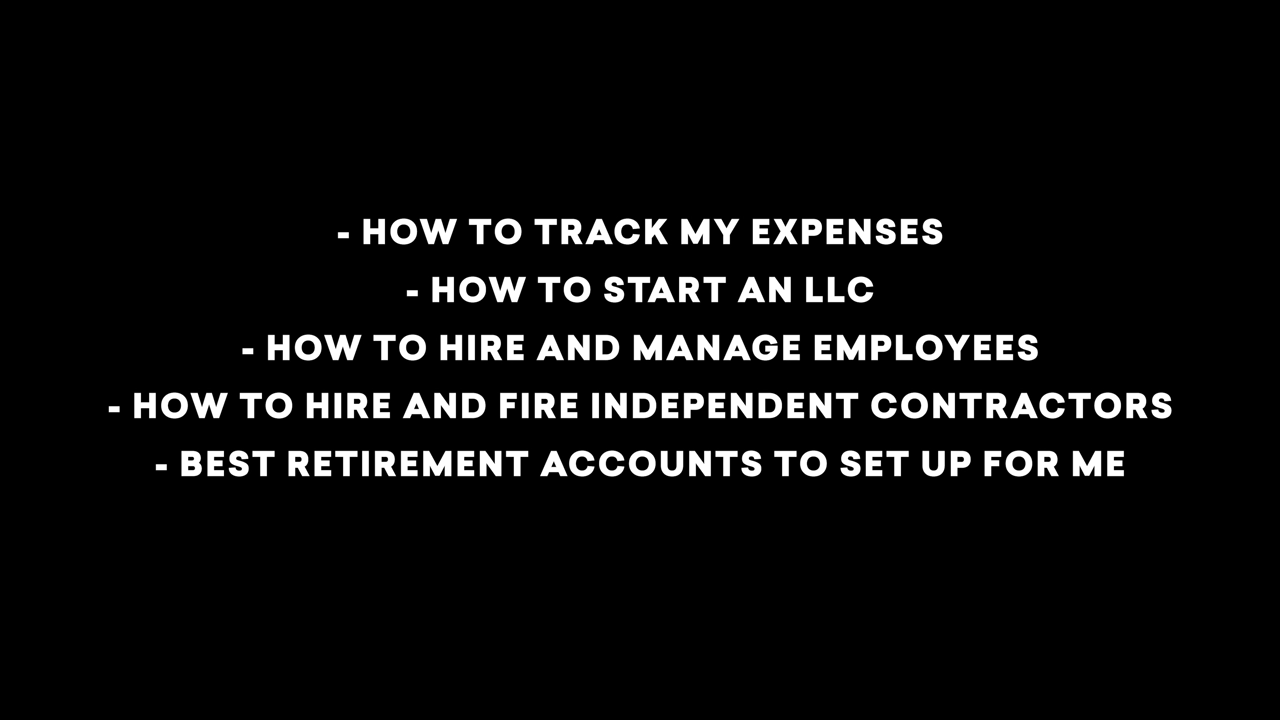 - HOW TO TRACK MY EXPENSES
- HOW TO START AN LLC
- HOW TO HIRE AND MANAGE EMPLOYEES
- HOW TO HIRE AND FIRE INDEPENDENT CONTRACTORS
- BEST RETIREMENT ACCOUNTS TO SET UP FOR ME